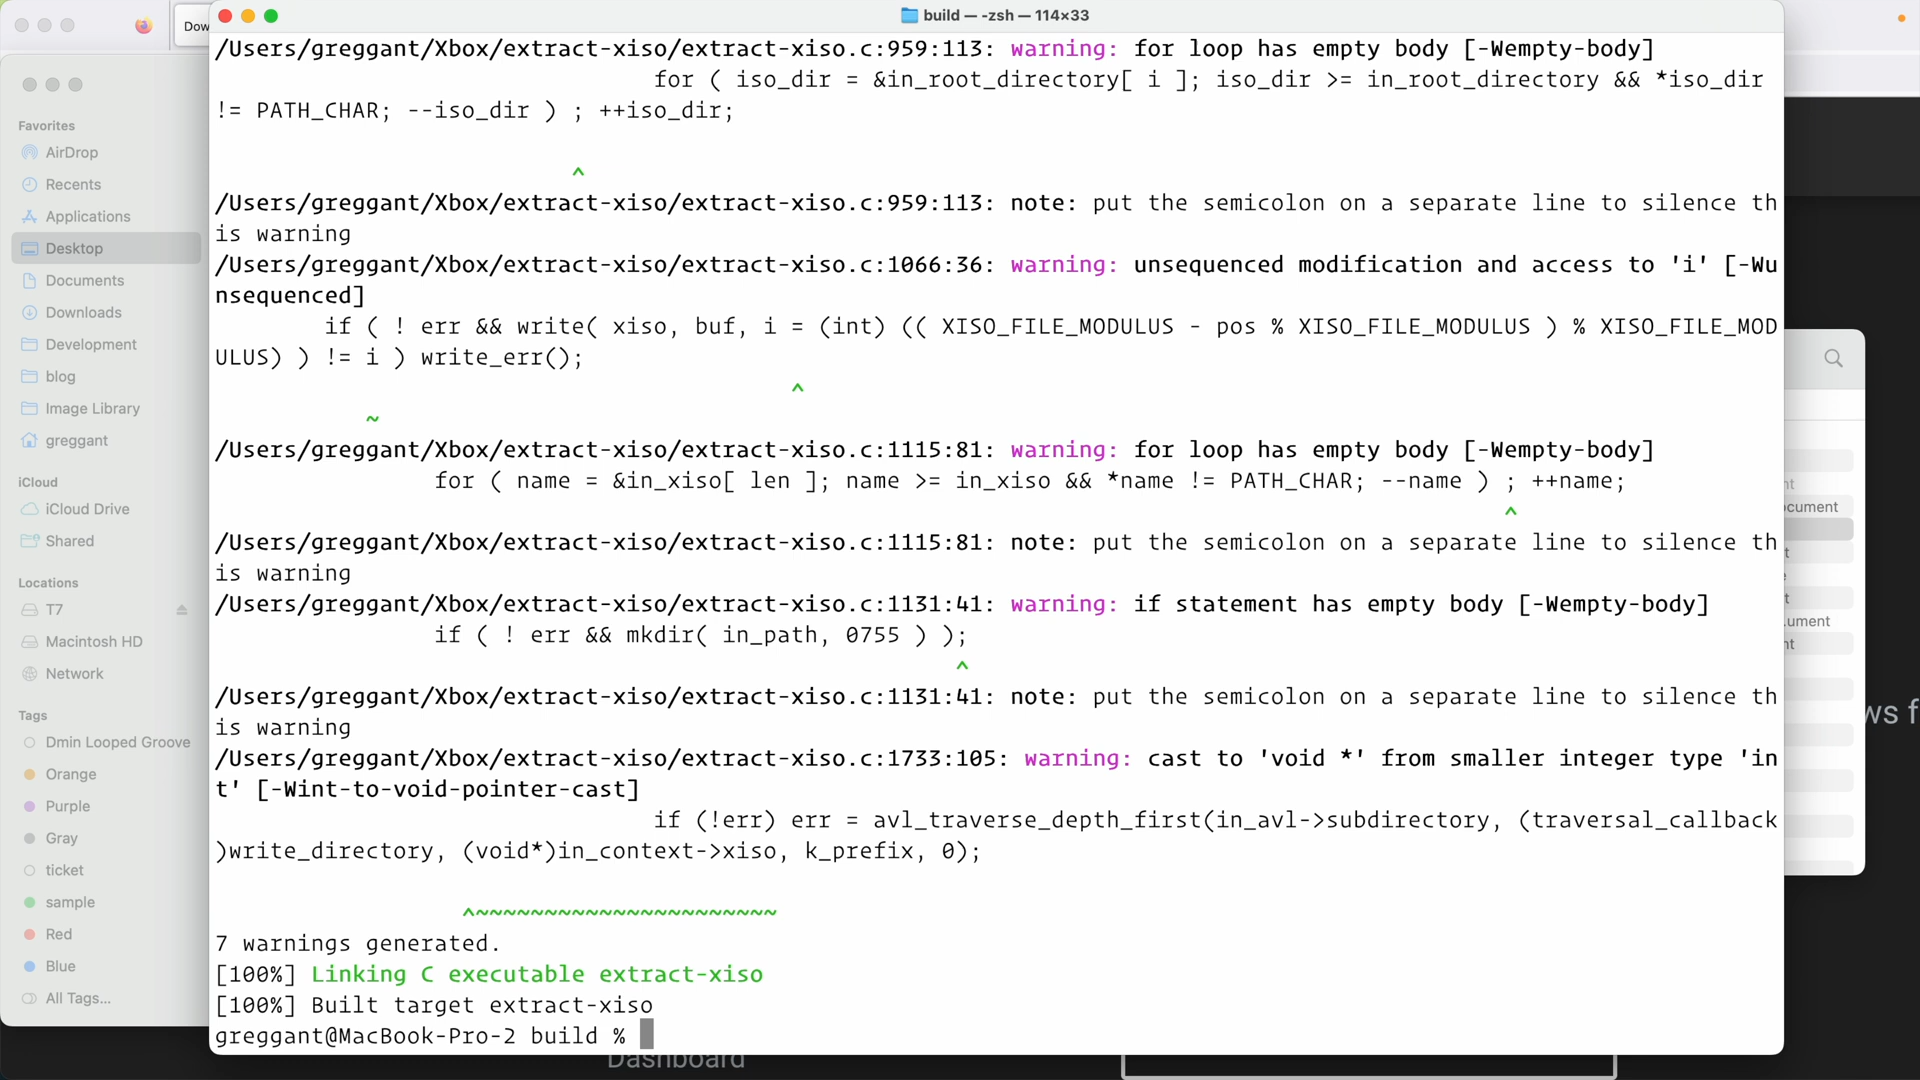 Dow
build — -zsh — 114×33
Favorites
AirDrop
Recents
Applications
Desktop
Documents
Downloads
Development
blog
Image Library
greggant
iCloud
iCloud Drive
Shared
Locations
T7
Macintosh HD
Network
Tags
Dmin Looped Groove
Orange
Purple
Gray
ticket
sample
Red
Blue
All Tags...
/Users/greggant/Xbox/extract-xiso/extract-xiso.c:959:113: warning: for loop has empty body [-Wempty-body]
for ( iso_dir = &in_root_directory[ i ]; iso_dir >= in_root_directory && *iso_dir
!= PATH_CHAR; --iso_dir ) ; ++iso_dir;
^
/Users/greggant/Xbox/extract-xiso/extract-xiso.c:959:113: note: put the semicolon on a separate line to silence th
is warning
/Users/greggant/Xbox/extract-xiso/extract-xiso.c:1066:36: warning: unsequenced modification and access to 'i' [-Wu
nsequenced]
if ( ! err && write( xiso, buf, i = (int) (( XISO_FILE_MODULUS - pos % XISO_FILE_MODULUS ) % XISO_FILE_MOD
ULUS) ) != i ) write_err();
^
~
/Users/greggant/Xbox/extract-xiso/extract-xiso.c:1115:81: warning: for loop has empty body [-Wempty-body]
for ( name = &in_xiso[ len ]; name >= in_xiso && *name != PATH_CHAR; --name ) ; ++name;
^
/Users/greggant/Xbox/extract-xiso/extract-xiso.c:1115:81: note: put the semicolon on a separate line to silence th
is warning
/Users/greggant/Xbox/extract-xiso/extract-xiso.c:1131:41: warning: if statement has empty body [-Wempty-body]
if ( ! err && mkdir( in_path, 0755 ) );
^
/Users/greggant/Xbox/extract-xiso/extract-xiso.c:1131:41: note: put the semicolon on a separate line to silence th
is warning
/Users/greggant/Xbox/extract-xiso/extract-xiso.c:1733:105: warning: cast to 'void *' from smaller integer type 'in
t' [-Wint-to-void-pointer-cast]
if (!err) err = avl_traverse_depth_first(in_avl->subdirectory, (traversal_callback
)write_directory, (void*)in_context->xiso, k_prefix, 0);
^~~~~~~~~~~~~~~~~~~~~~~
7 warnings generated.
[100%] Linking C executable extract-xiso
[100%] Built target extract-xiso
greggant@MacBook-Pro-2 build %
Dashboard
ws f